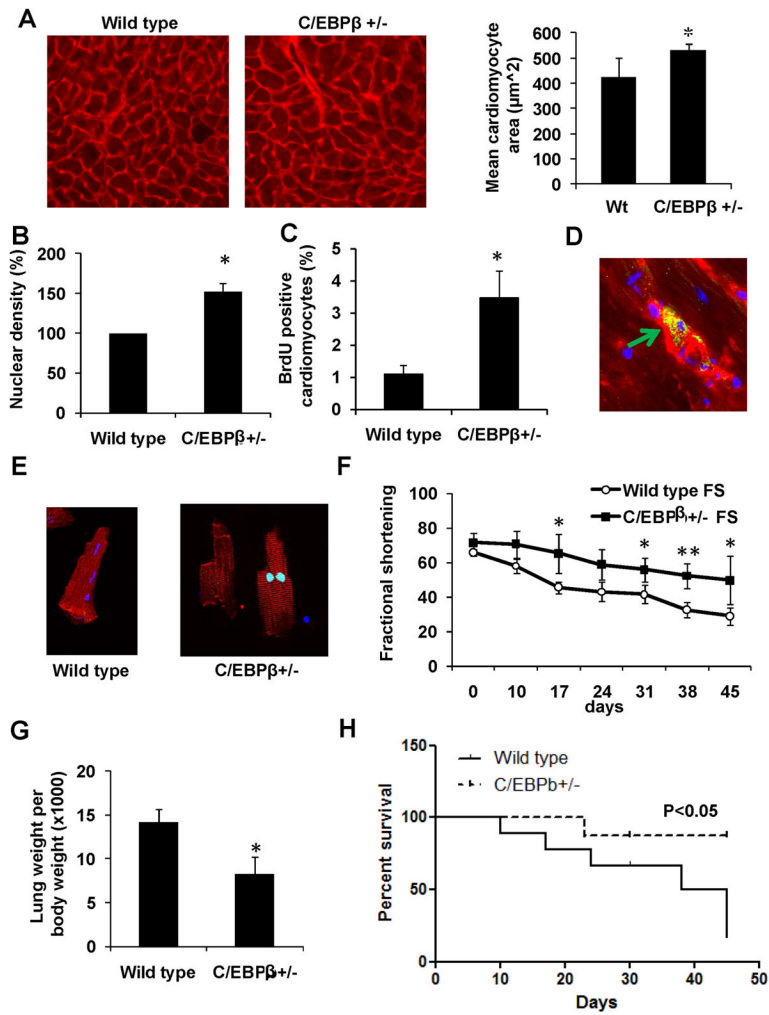 A
Wild type
C/EBPβ +/-
Mean cardiomyocyte
area (µm^2)
600
500
400
300
200
100
0
*
Wt
C/EBPβ +/-
B
Nuclear density (%)
200
150
100
50
0
*
Wild type
C/EBPβ+/-
C
BrdU positive
cardiomyocytes (%)
5
4
3
2
1
0
*
Wild type
C/EBPβ+/-
D
E
Wild type
C/EBPβ+/-
F
Wild type FS
C/EBPβ+/- FS
Fractional shortening
100
80
60
40
20
0
*
*
**
*
0 10 17 24 31 38 45
days
G
Lung weight per
body weight (x1000)
20
15
10
5
0
*
Wild type
C/EBPβ+/-
H
Wild type
C/EBPb+/-
P<0.05
Percent survival
150
100
50
0
0 10 20 30 40 50
Days